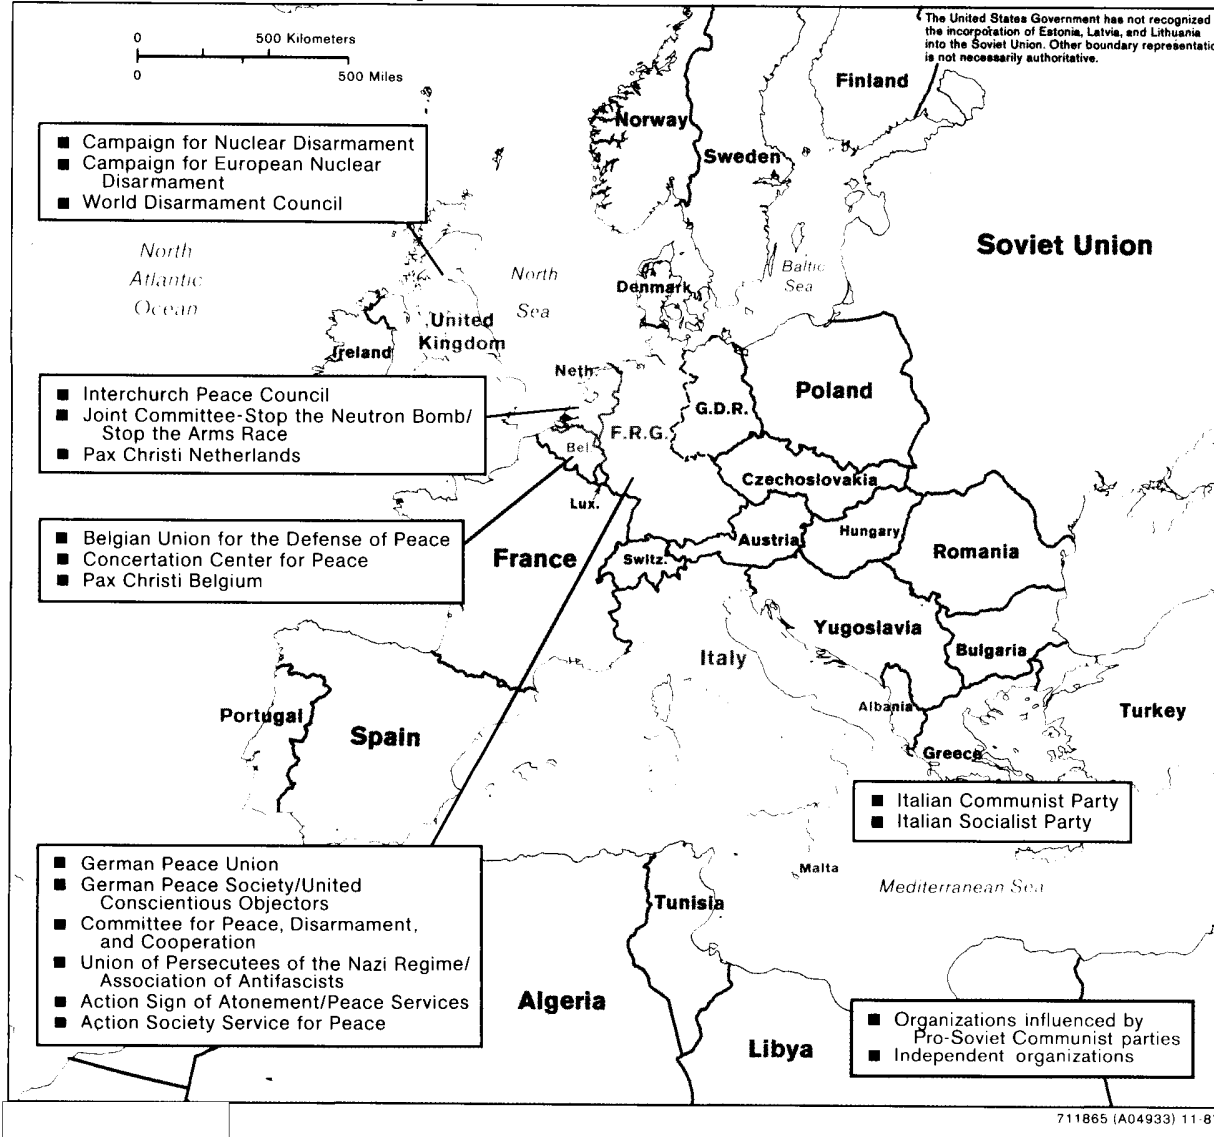 The United States Government has not recognized
the incorporation of Estonia, Latvia, and Lithuania
into the Soviet Union. Other boundary representatio
is not necessarily authoritative.
0 500 Kilometers
0 500 Miles
Finland
Norway
Sweden
■ Campaign for Nuclear Disarmament
■ Campaign for European Nuclear
Disarmament
■ World Disarmament Council
Soviet Union
North
Atlantic
Ocean
North
Sea
Baltic
Sea
Denmark
United
Kingdom
Ireland
Neth.
■ Interchurch Peace Council
■ Joint Committee-Stop the Neutron Bomb/
Stop the Arms Race
■ Pax Christi Netherlands
G.D.R.
Poland
F.R.G.
Bel.
Czechoslovakia
Lux.
■ Belgian Union for the Defense of Peace
■ Concertation Center for Peace
■ Pax Christi Belgium
France
Switz.
Austria
Hungary
Romania
Yugoslavia
Bulgaria
Italy
Albania
Turkey
Portugal
Spain
Greece
■ Italian Communist Party
■ Italian Socialist Party
Malta
Mediterranean Sea
■ German Peace Union
■ German Peace Society/United
Conscientious Objectors
■ Committee for Peace, Disarmament,
and Cooperation
■ Union of Persecutees of the Nazi Regime/
Association of Antifascists
■ Action Sign of Atonement/Peace Services
■ Action Society Service for Peace
Tunisia
Algeria
Libya
■ Organizations influenced by
Pro-Soviet Communist parties
■ Independent organizations
711865 (A04933) 11-8